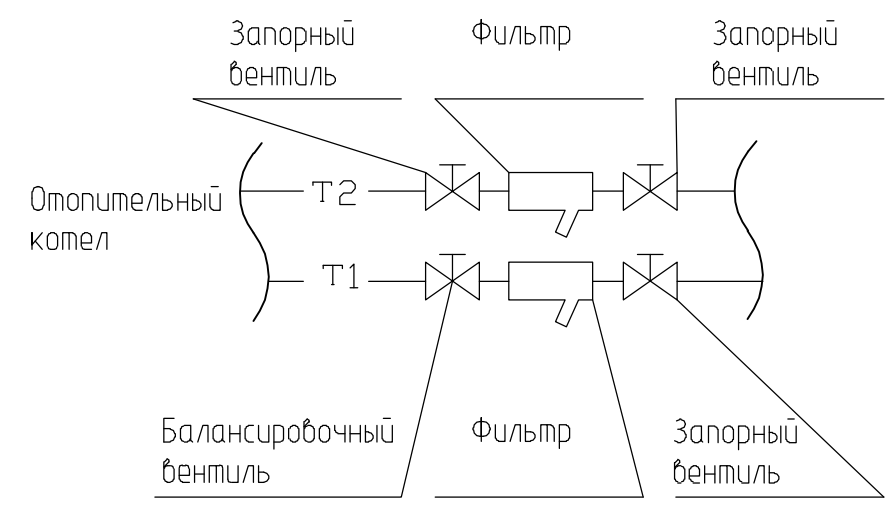 Запорный
вентиль
Фильтр
Запорный
вентиль
Отопительный
котел
Т2
Т1
Балансировочный
вентиль
Фильтр
Запорный
вентиль